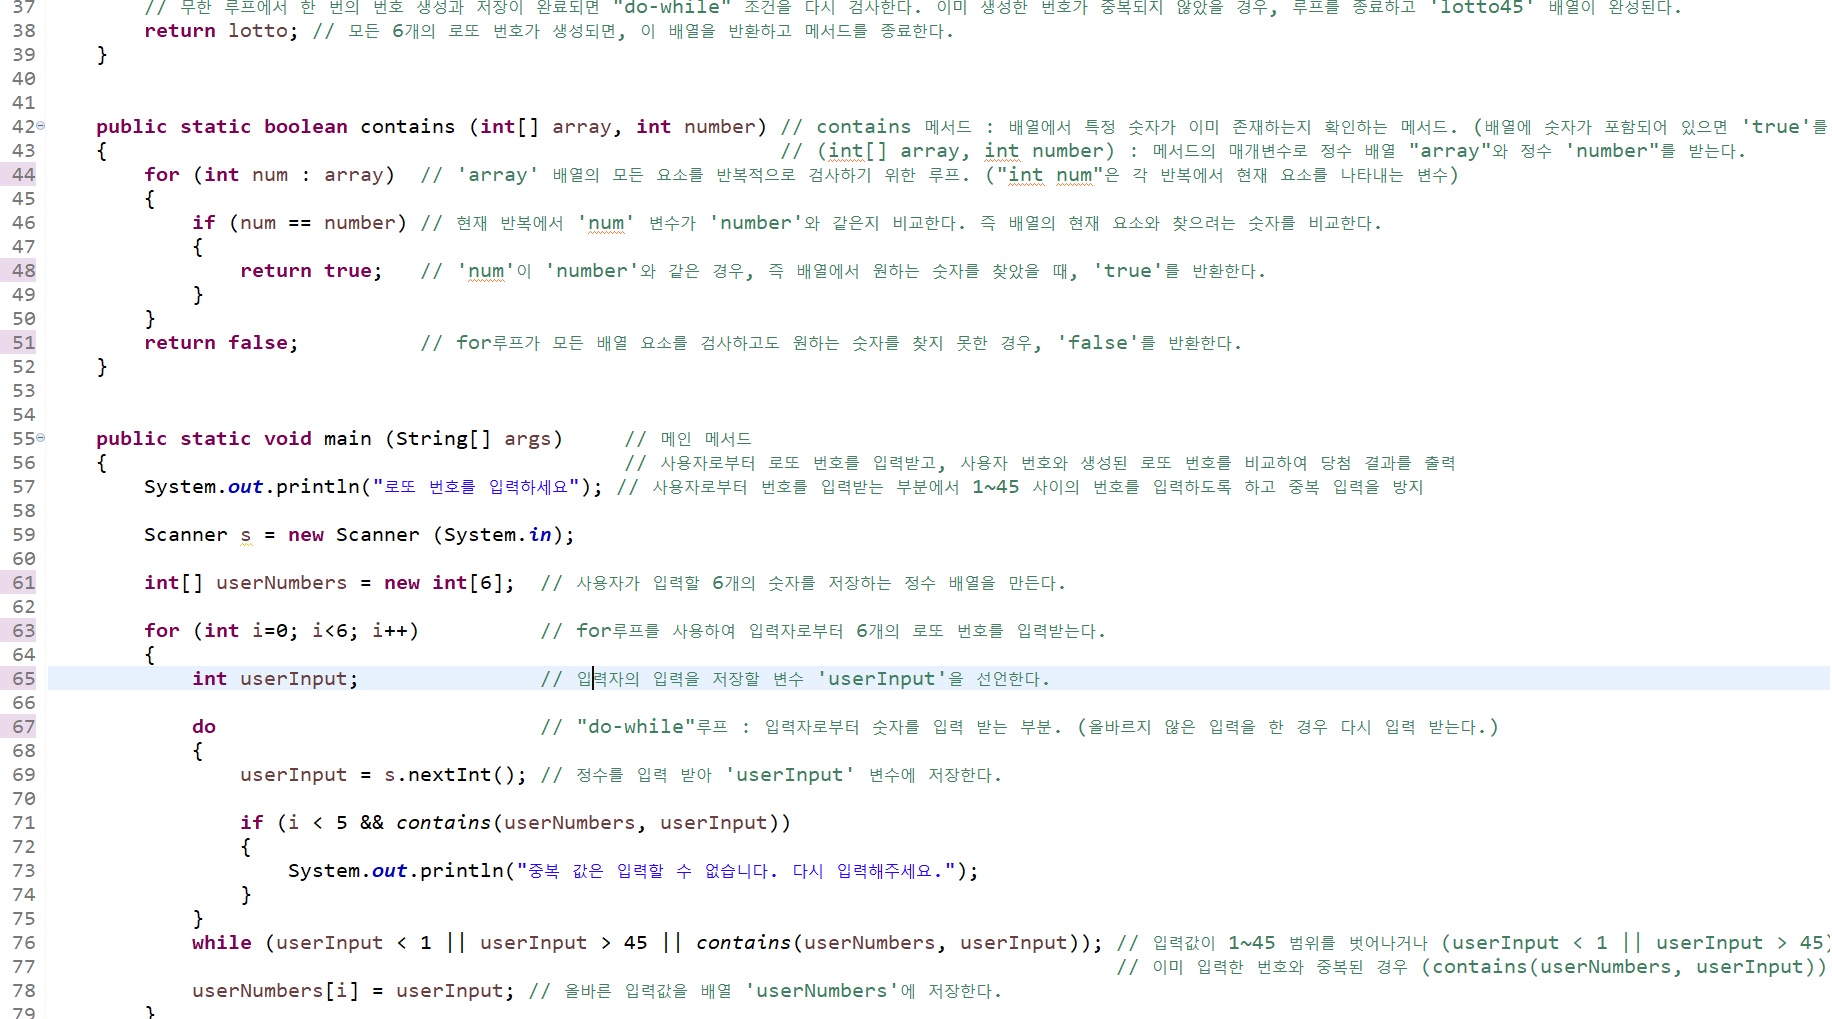 37 // 무한 루프에서 한 번의 번호 생성과 저장이 완료되면 "do-while" 조건을 다시 검사한다. 이미 생성한 번호가 중복되지 않았을 경우, 루프를 종료하고 'lotto45' 배열이 완성된다.
38 return lotto; // 모든 6개의 로또 번호가 생성되면, 이 배열을 반환하고 메서드를 종료한다.
39 }
40
41
42 public static boolean contains (int[] array, int number) // contains 메서드 : 배열에서 특정 숫자가 이미 존재하는지 확인하는 메서드. (배열에 숫자가 포함되어 있으면 'true'를
43 { // (int[] array, int number) : 메서드의 매개변수로 정수 배열 "array"와 정수 'number"를 받는다.
44 for (int num : array) // 'array' 배열의 모든 요소를 반복적으로 검사하기 위한 루프. ("int num"은 각 반복에서 현재 요소를 나타내는 변수)
45 {
46 if (num == number) // 현재 반복에서 'num' 변수가 'number'와 같은지 비교한다. 즉 배열의 현재 요소와 찾으려는 숫자를 비교한다.
47 {
48 return true; // 'num'이 'number'와 같은 경우, 즉 배열에서 원하는 숫자를 찾았을 때, 'true'를 반환한다.
49 }
50 }
51 return false; // for루프가 모든 배열 요소를 검사하고도 원하는 숫자를 찾지 못한 경우, 'false'를 반환한다.
52 }
53
54
55 public static void main (String[] args) // 메인 메서드
56 { // 사용자로부터 로또 번호를 입력받고, 사용자 번호와 생성된 로또 번호를 비교하여 당첨 결과를 출력
57 System.out.println("로또 번호를 입력하세요"); // 사용자로부터 번호를 입력받는 부분에서 1~45 사이의 번호를 입력하도록 하고 중복 입력을 방지
58
59 Scanner s = new Scanner (System.in);
60
61 int[] userNumbers = new int[6]; // 사용자가 입력할 6개의 숫자를 저장하는 정수 배열을 만든다.
62
63 for (int i=0; i<6; i++) // for루프를 사용하여 입력자로부터 6개의 로또 번호를 입력받는다.
64 {
65 int userInput; // 입력자의 입력을 저장할 변수 'userInput'을 선언한다.
66
67 do // "do-while"루프 : 입력자로부터 숫자를 입력 받는 부분. (올바르지 않은 입력을 한 경우 다시 입력 받는다.)
68 {
69 userInput = s.nextInt(); // 정수를 입력 받아 'userInput' 변수에 저장한다.
70
71 if (i < 5 && contains(userNumbers, userInput))
72 {
73 System.out.println("중복 값은 입력할 수 없습니다. 다시 입력해주세요.");
74 }
75 }
76 while (userInput < 1 || userInput > 45 || contains(userNumbers, userInput)); // 입력값이 1~45 범위를 벗어나거나 (userInput < 1 || userInput > 45)
77 // 이미 입력한 번호와 중복된 경우 (contains(userNumbers, userInput))
78 userNumbers[i] = userInput; // 올바른 입력값을 배열 'userNumbers'에 저장한다.
79 }